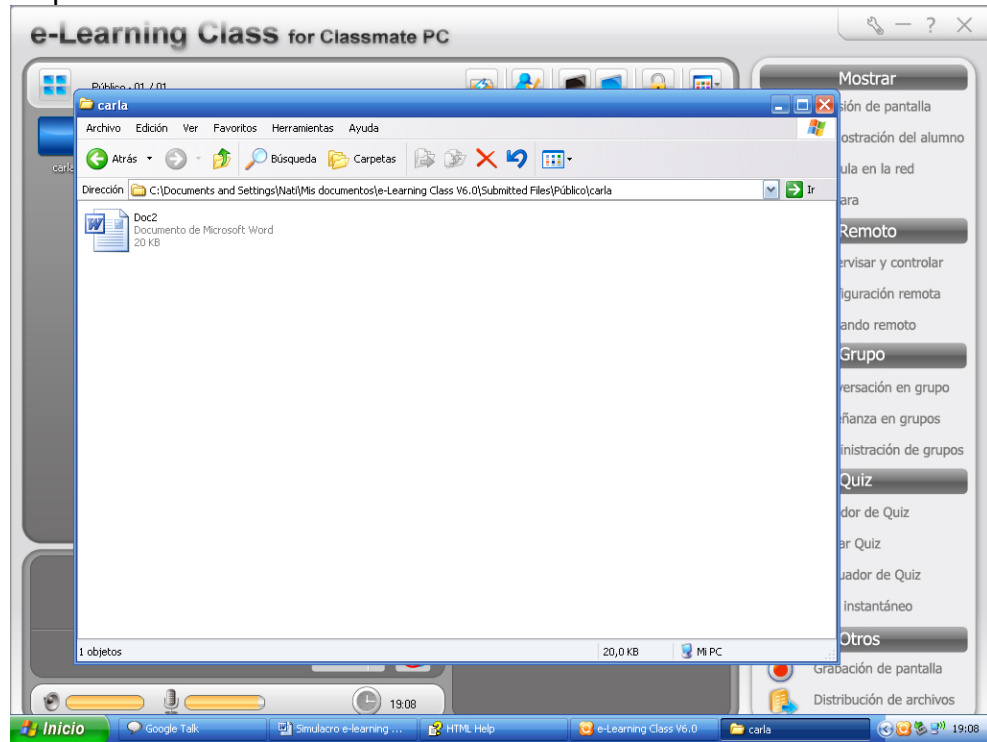 e-Learning Class for Classmate PC
Público - 01 / 01
carla
Archivo Edición Ver Favoritos Herramientas Ayuda
Atrás Búsqueda Carpetas
Dirección C:\Documents and Settings\Nati\Mis documentos\e-Learning Class V6.0\Submitted Files\Público\carla Ir
Doc2
Documento de Microsoft Word
20 KB
1 objetos 20,0 KB Mi PC
Mostrar
sión de pantalla
ostración del alumno
ula en la red
ara
Remoto
ervisar y controlar
iguración remota
ando remoto
Grupo
versación en grupo
ñanza en grupos
inistración de grupos
Quiz
dor de Quiz
ar Quiz
uador de Quiz
instantáneo
Otros
Grabación de pantalla
Distribución de archivos
19:08
Inicio Google Talk Simulacro e-learning ... HTML Help e-Learning Class V6.0 carla 19:08